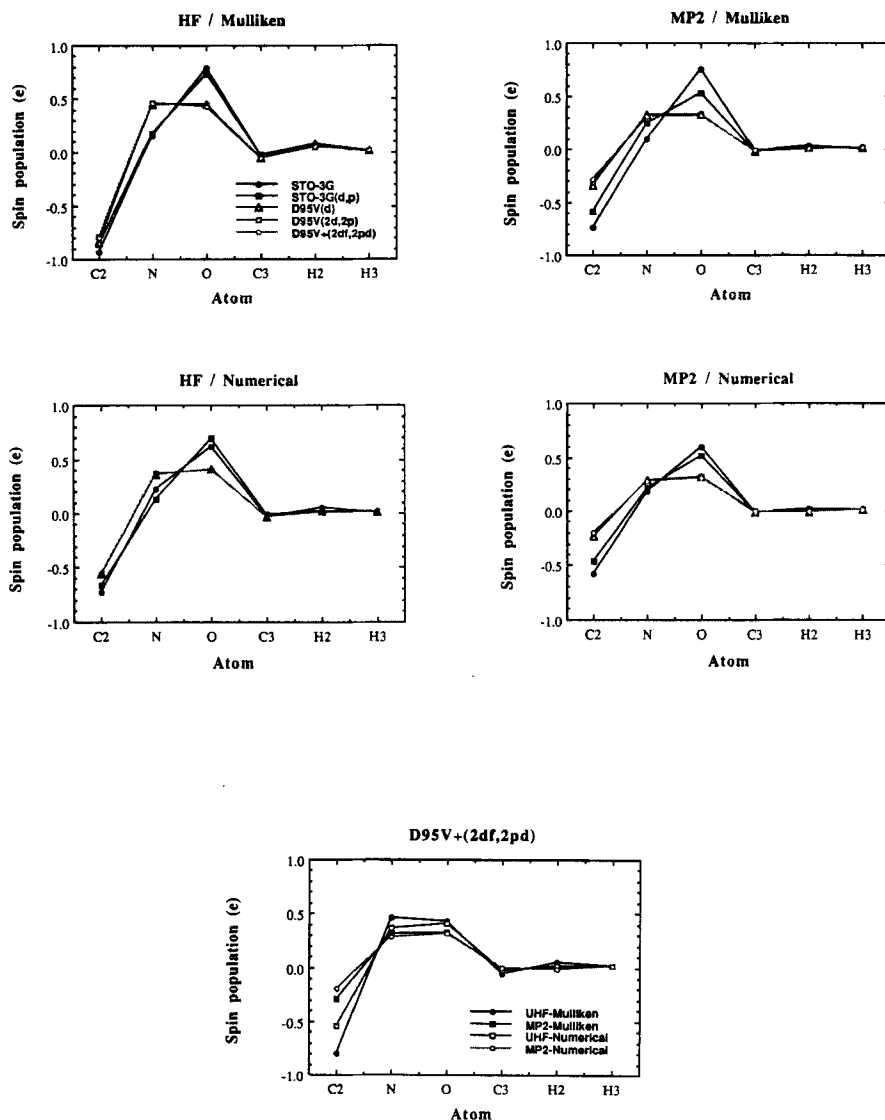 HF / Mulliken
Spin population (e)
1.0
0.5
0.0
-0.5
-1.0
STO-3G
STO-3G(d,p)
D95V(d)
D95V(2d,2p)
D95V+(2df,2pd)
C2 N O C3 H2 H3
Atom
MP2 / Mulliken
Spin population (e)
1.0
0.5
0.0
-0.5
-1.0
C2 N O C3 H2 H3
Atom
HF / Numerical
Spin population (e)
1.0
0.5
0.0
-0.5
-1.0
C2 N O C3 H2 H3
Atom
MP2 / Numerical
Spin population (e)
1.0
0.5
0.0
-0.5
-1.0
C2 N O C3 H2 H3
Atom
D95V+(2df,2pd)
Spin population (e)
1.0
0.5
0.0
-0.5
-1.0
UHF-Mulliken
MP2-Mulliken
UHF-Numerical
MP2-Numerical
C2 N O C3 H2 H3
Atom